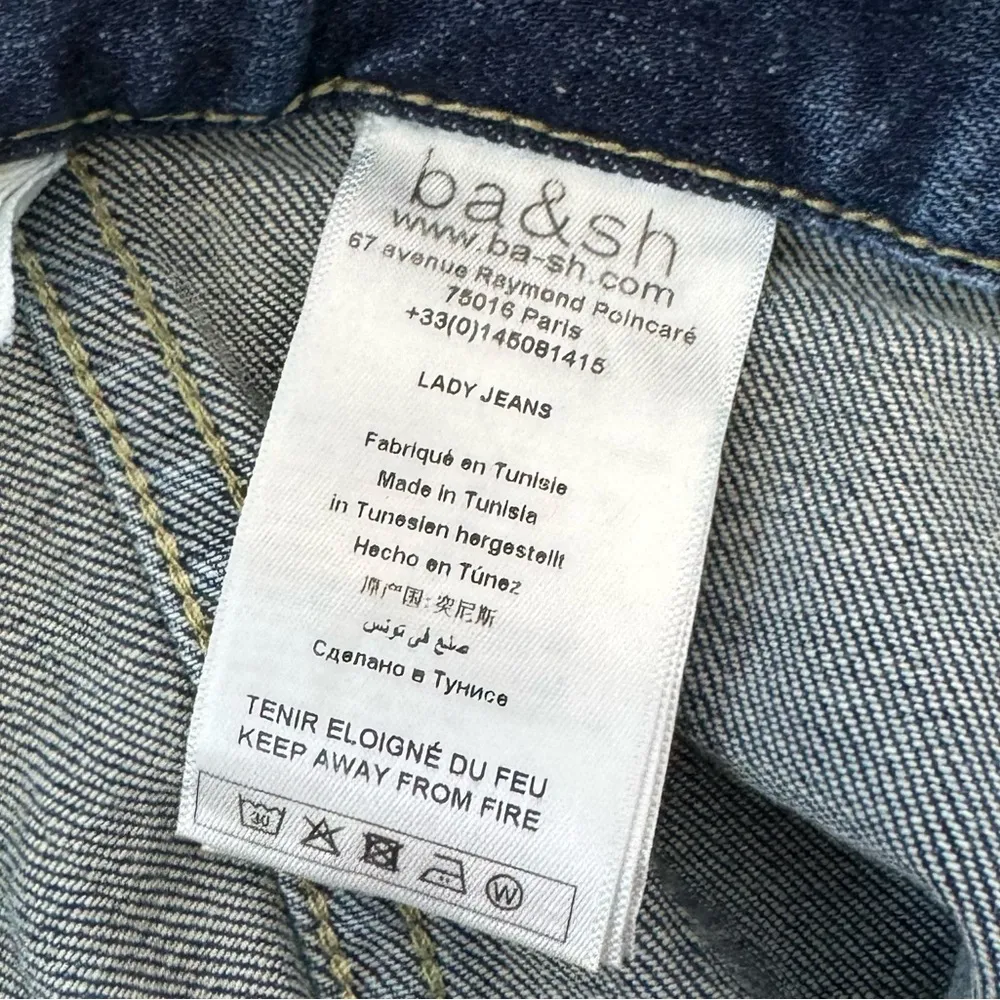 ba&sh
www.ba-sh.com
67 avenue Raymond Poincaré
75016 Paris
+33(0)145081415
LADY JEANS
Fabriqué en Tunisie
Made in Tunisia
in Tunesien hergestellt
Hecho en Túnez
原产国:突尼斯
صنع في تونس
Сделано в Тунисе
TENIR ELOIGNÉ DU FEU
KEEP AWAY FROM FIRE
30 W